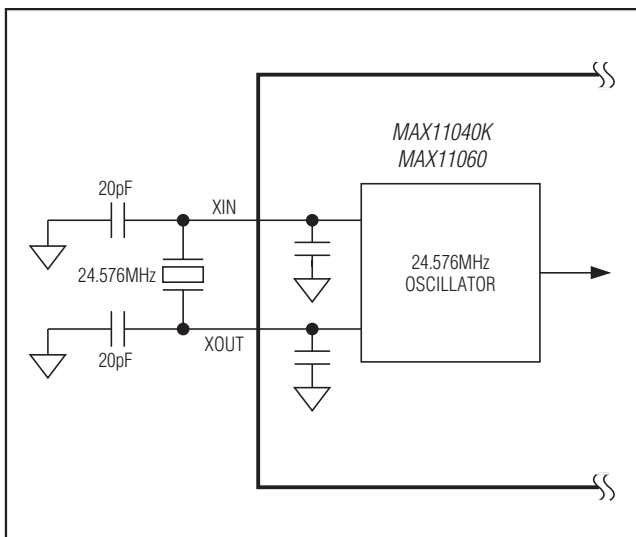 MAX11040K
MAX11060
20pF
XIN
24.576MHz
24.576MHz
OSCILLATOR
XOUT
20pF